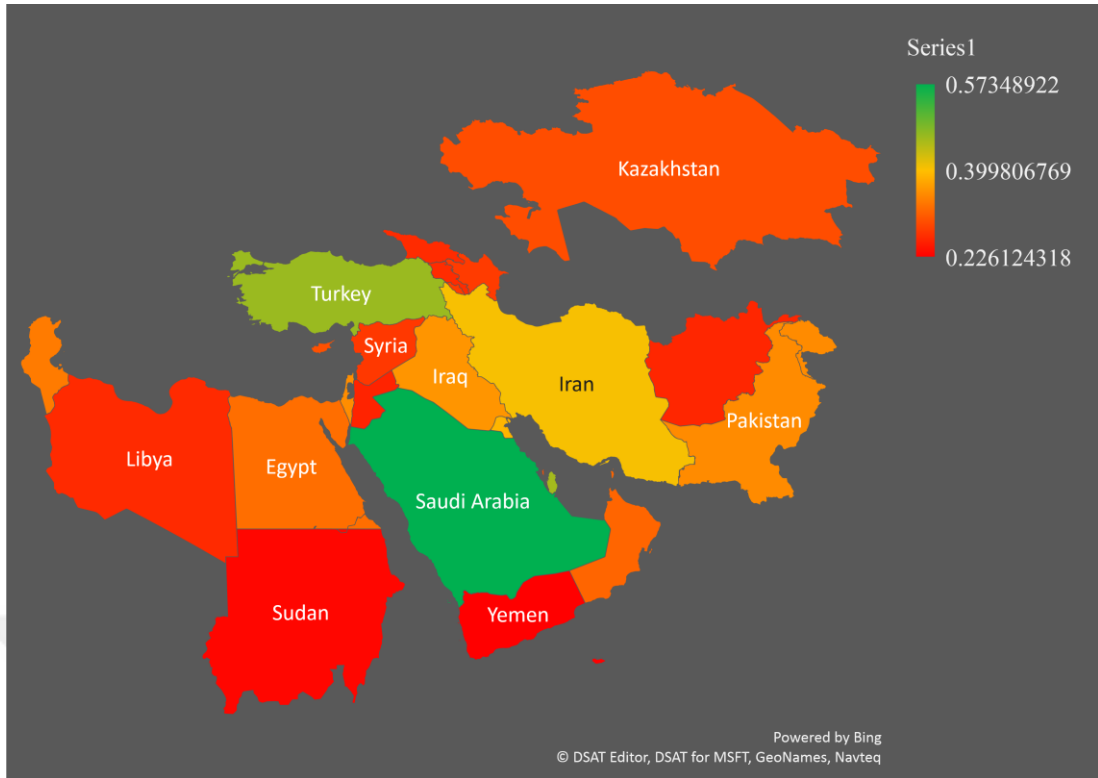 Series1
0.57348922
0.399806769
0.226124318
Kazakhstan
Turkey
Syria
Iraq
Iran
Pakistan
Libya
Egypt
Saudi Arabia
Sudan
Yemen
Powered by Bing
© DSAT Editor, DSAT for MSFT, GeoNames, Navteq